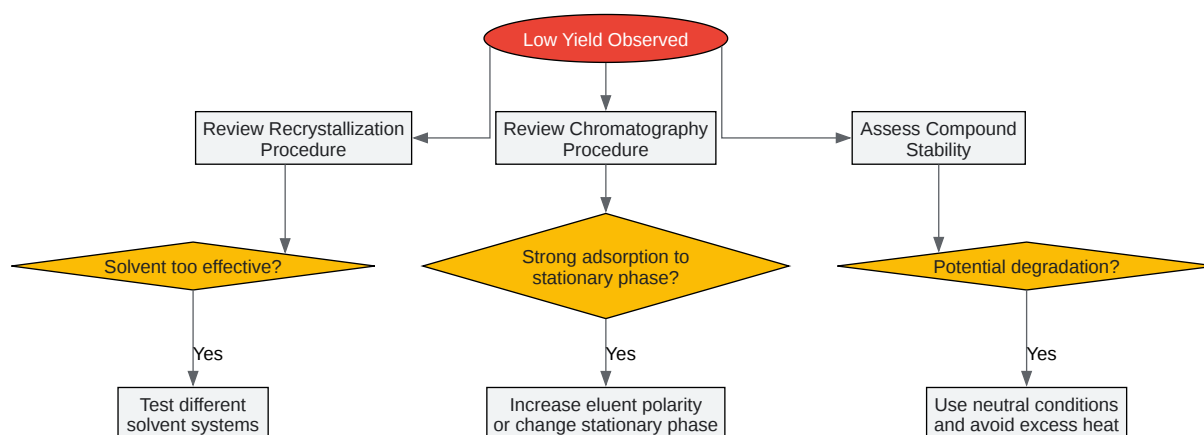 Low Yield Observed
Review Recrystallization
Procedure
Review Chromatography
Procedure
Assess Compound
Stability
Solvent too effective?
Strong adsorption to
stationary phase?
Potential degradation?
Yes
Yes
Yes
Test different
solvent systems
Increase eluent polarity
or change stationary phase
Use neutral conditions
and avoid excess heat